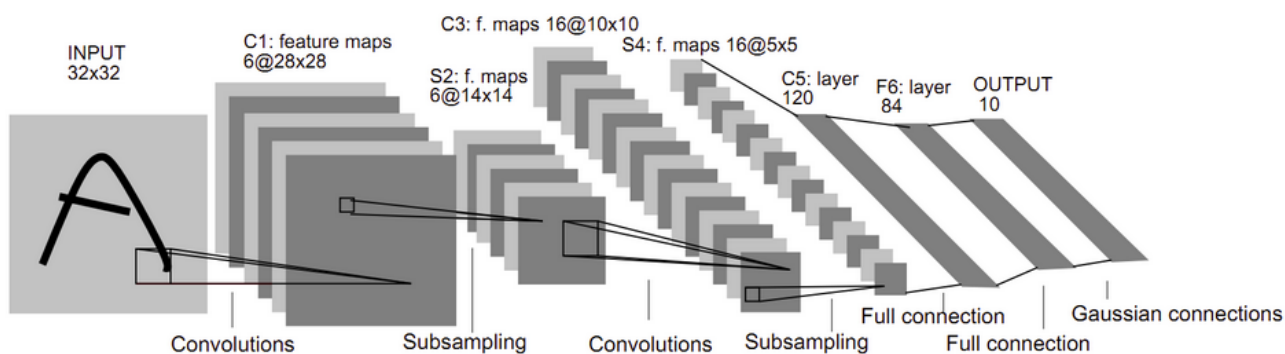 INPUT
32x32
C1: feature maps
6@28x28
S2: f. maps
6@14x14
C3: f. maps 16@10x10
S4: f. maps 16@5x5
C5: layer
120
F6: layer
84
OUTPUT
10
Convolutions
Subsampling
Convolutions
Subsampling
Full connection
Full connection
Gaussian connections